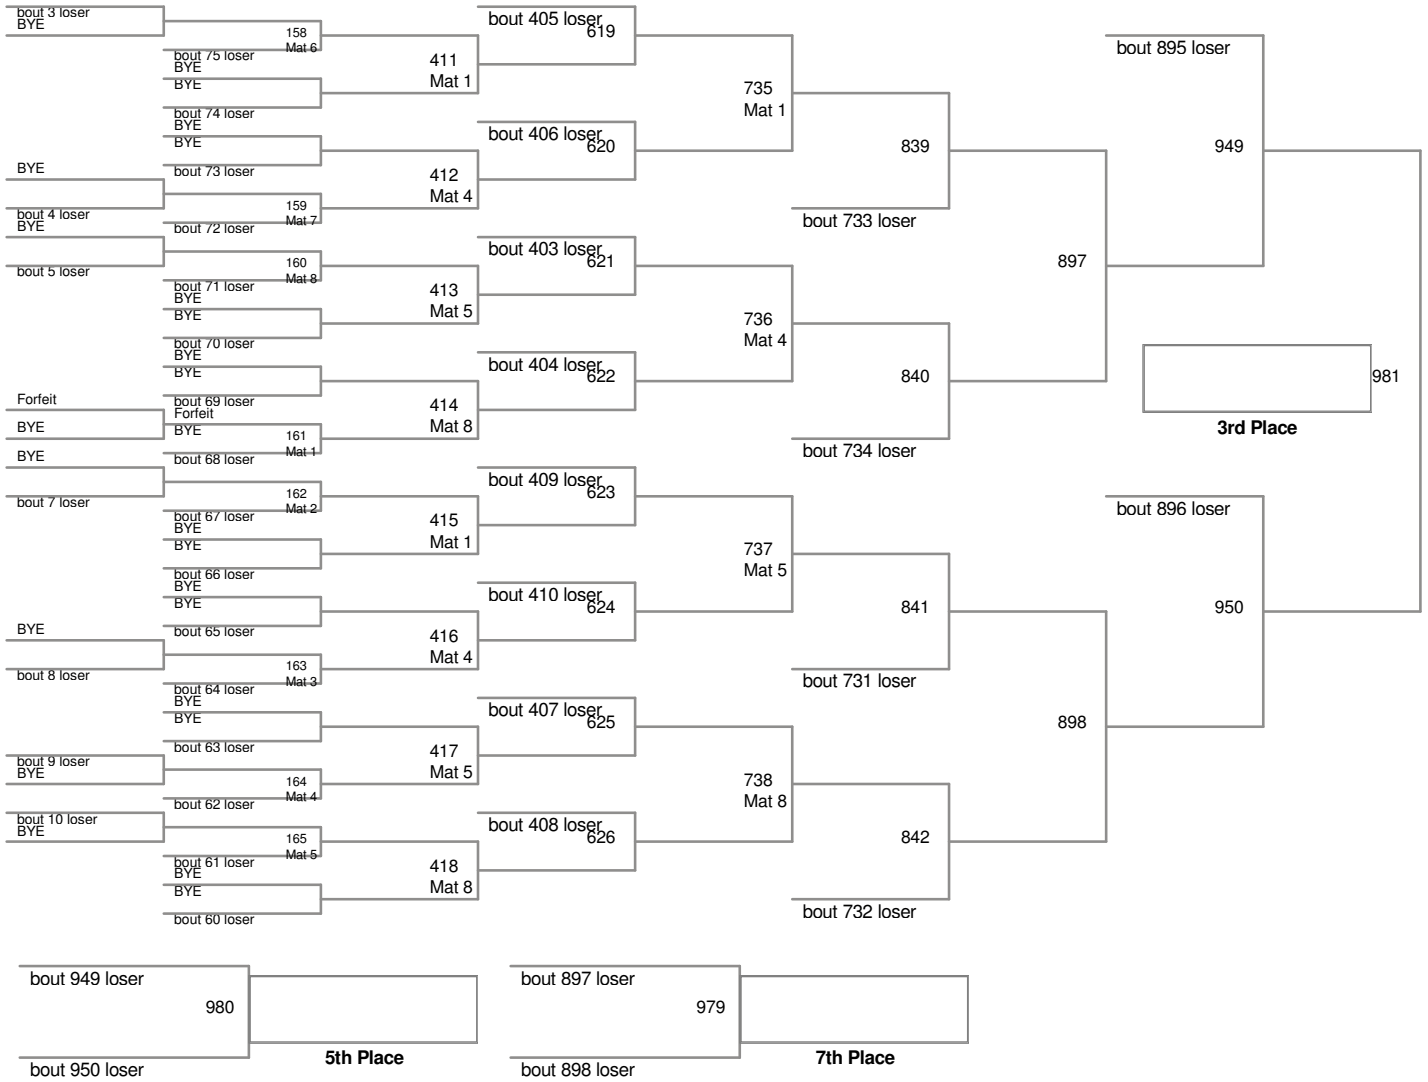 bout 3 loser
BYE
158
Mat 6
bout 75 loser
BYE
BYE
bout 74 loser
BYE
BYE
bout 73 loser
BYE
159
Mat 7
bout 4 loser
BYE
bout 72 loser
bout 5 loser
160
Mat 8
bout 71 loser
BYE
BYE
bout 70 loser
BYE
BYE
bout 69 loser
Forfeit
Forfeit
BYE
BYE
161
Mat 1
BYE
bout 68 loser
bout 7 loser
162
Mat 2
bout 67 loser
BYE
BYE
bout 66 loser
BYE
BYE
bout 65 loser
BYE
163
Mat 3
bout 8 loser
bout 64 loser
BYE
BYE
bout 63 loser
bout 9 loser
BYE
164
Mat 4
bout 62 loser
bout 10 loser
BYE
165
Mat 5
bout 61 loser
BYE
BYE
bout 60 loser
411
Mat 1
412
Mat 4
413
Mat 5
414
Mat 8
415
Mat 1
416
Mat 4
417
Mat 5
418
Mat 8
bout 405 loser
619
bout 406 loser
620
bout 403 loser
621
bout 404 loser
622
bout 409 loser
623
bout 410 loser
624
bout 407 loser
625
bout 408 loser
626
735
Mat 1
736
Mat 4
737
Mat 5
738
Mat 8
839
bout 733 loser
840
bout 734 loser
841
bout 731 loser
842
bout 732 loser
897
898
bout 895 loser
949
bout 896 loser
950
981
3rd Place
bout 949 loser
980
bout 950 loser
5th Place
bout 897 loser
979
bout 898 loser
7th Place